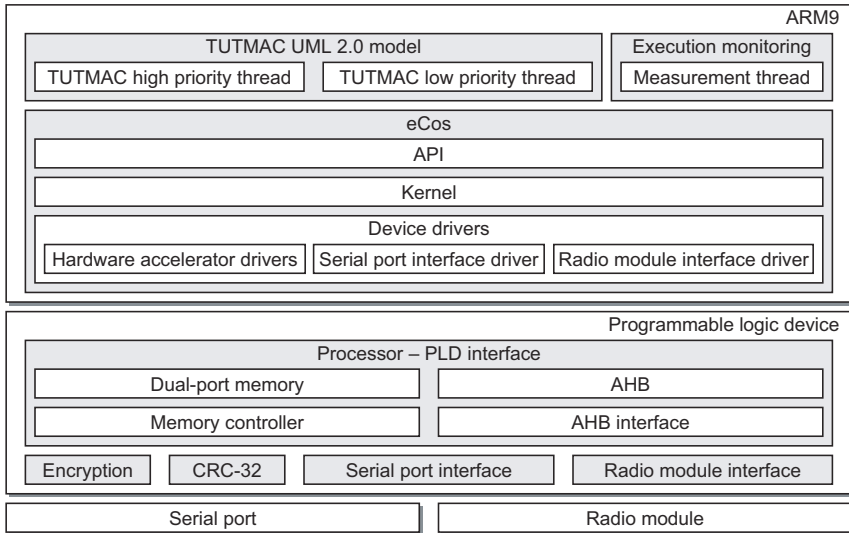 ARM9
TUTMAC UML 2.0 model
Execution monitoring
TUTMAC high priority thread
TUTMAC low priority thread
Measurement thread
eCos
API
Kernel
Device drivers
Hardware accelerator drivers
Serial port interface driver
Radio module interface driver
Programmable logic device
Processor – PLD interface
Dual-port memory
AHB
Memory controller
AHB interface
Encryption
CRC-32
Serial port interface
Radio module interface
Serial port
Radio module